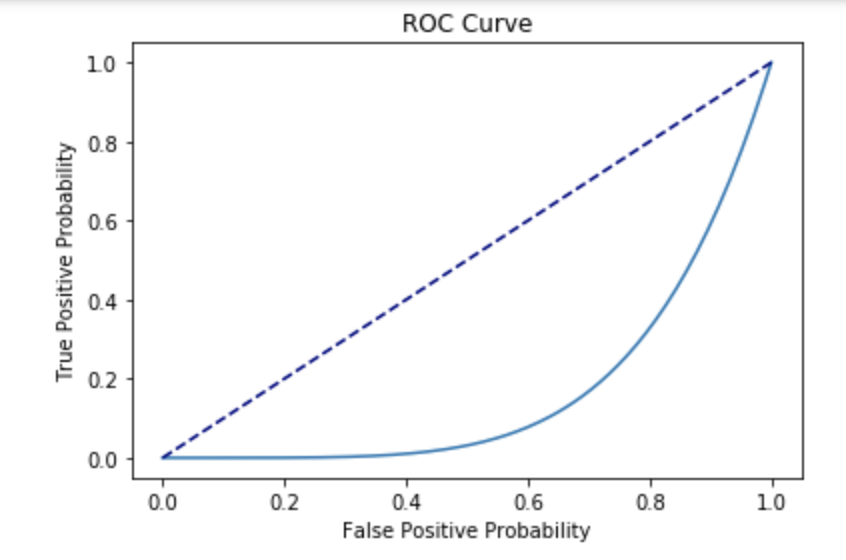 ROC Curve
1.0
0.8
0.6
0.4
0.2
0.0
True Positive Probability
0.0 0.2 0.4 0.6 0.8 1.0
False Positive Probability